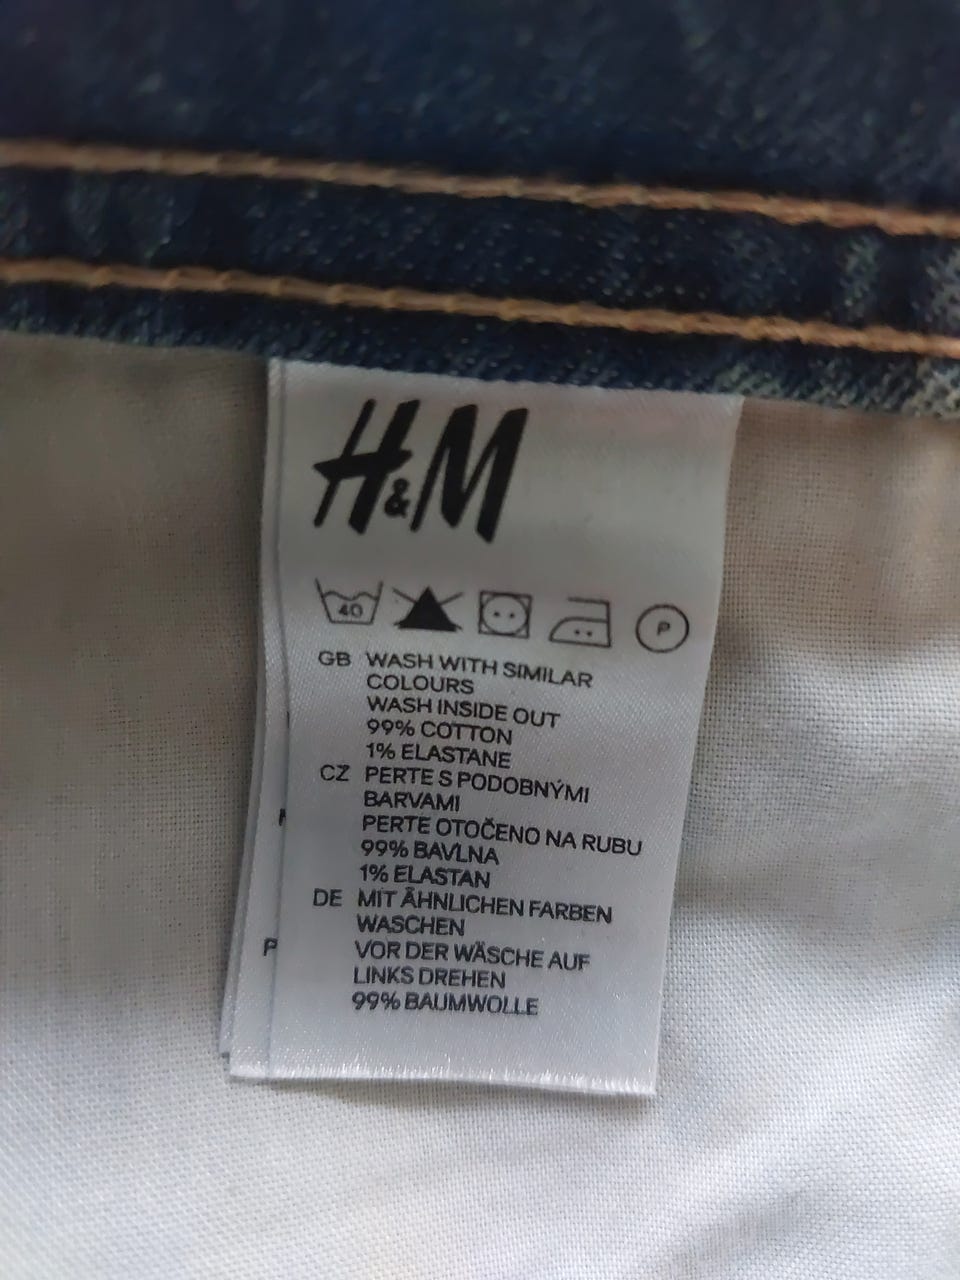 H&M
40 P
GB WASH WITH SIMILAR
COLOURS
WASH INSIDE OUT
99% COTTON
1% ELASTANE
CZ PERTE S PODOBNÝMI
BARVAMI
PERTE OTOČENO NA RUBU
99% BAVLNA
1% ELASTAN
DE MIT ÄHNLICHEN FARBEN
WASCHEN
VOR DER WÄSCHE AUF
LINKS DREHEN
99% BAUMWOLLE
P